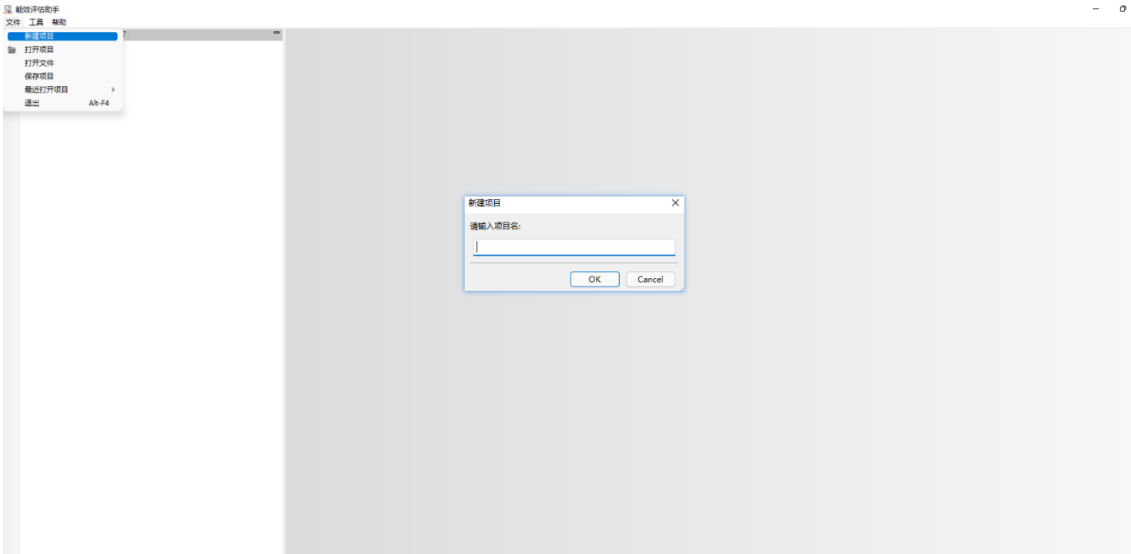 能效评估助手
文件 工具 帮助
新建项目
打开项目
打开文件
保存项目
最近打开项目
退出 Alt-F4
新建项目
请输入项目名:
OK Cancel